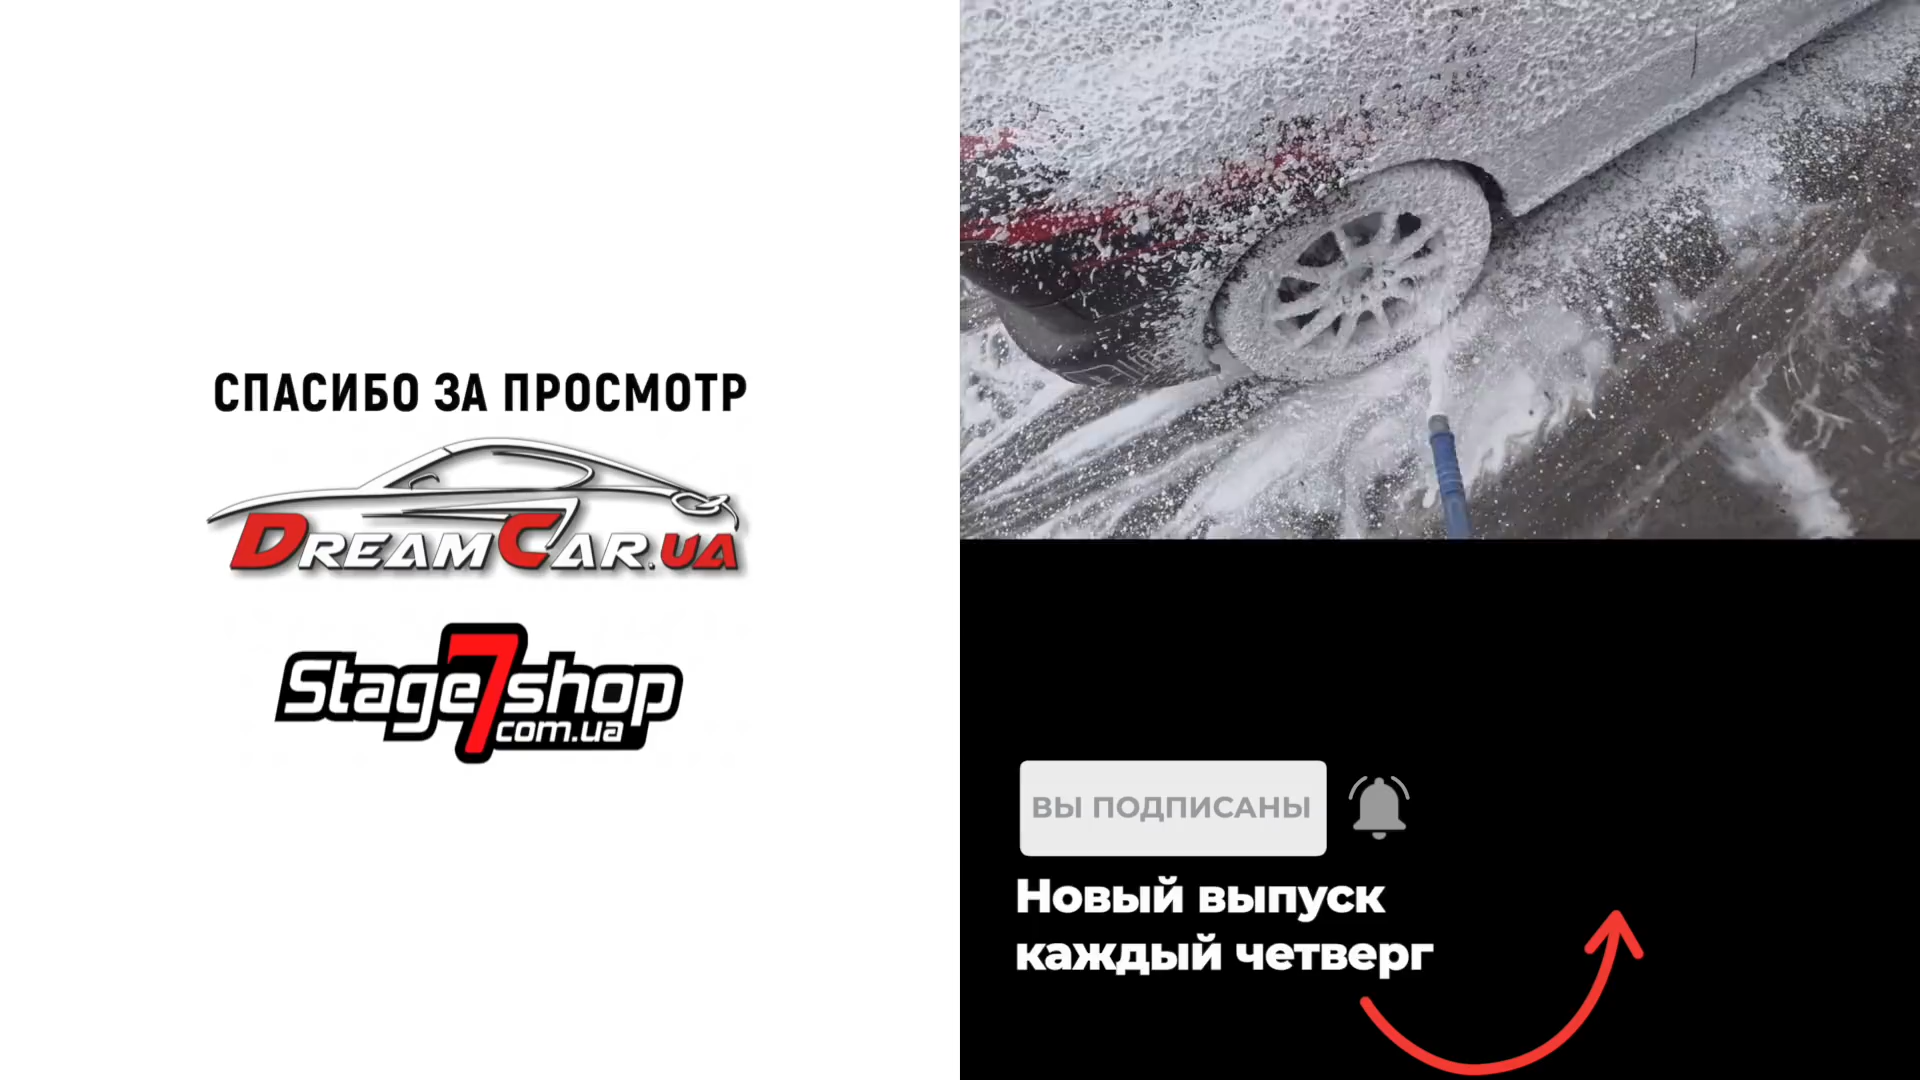 СПАСИБО ЗА ПРОСМОТР
DREAMCAR.UA
Stage7shop
com.ua
ВЫ ПОДПИСАНЫ
Новый выпуск
каждый четверг